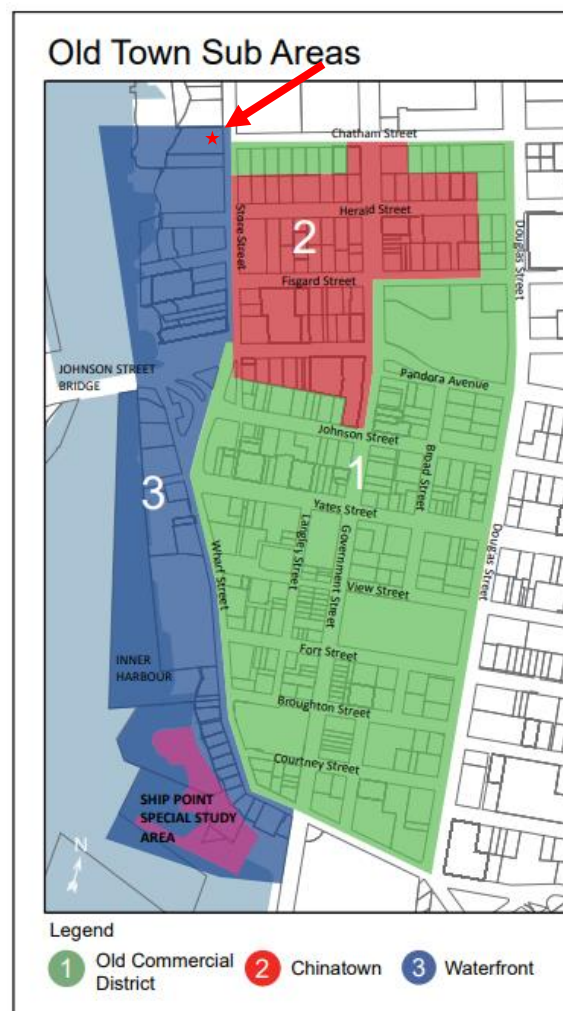 Old Town Sub Areas
Chatham Street
Store Street
Herald Street
2
Douglas Street
Fisgard Street
JOHNSON STREET
BRIDGE
Pandora Avenue
Johnson Street
1
Broad Street
3
Yates Street
Langley Street
Government Street
Douglas Street
Wharf Street
View Street
INNER
HARBOUR
Fort Street
Broughton Street
Courtney Street
SHIP POINT
SPECIAL STUDY
AREA
N
Legend
1 Old Commercial
District
2 Chinatown
3 Waterfront